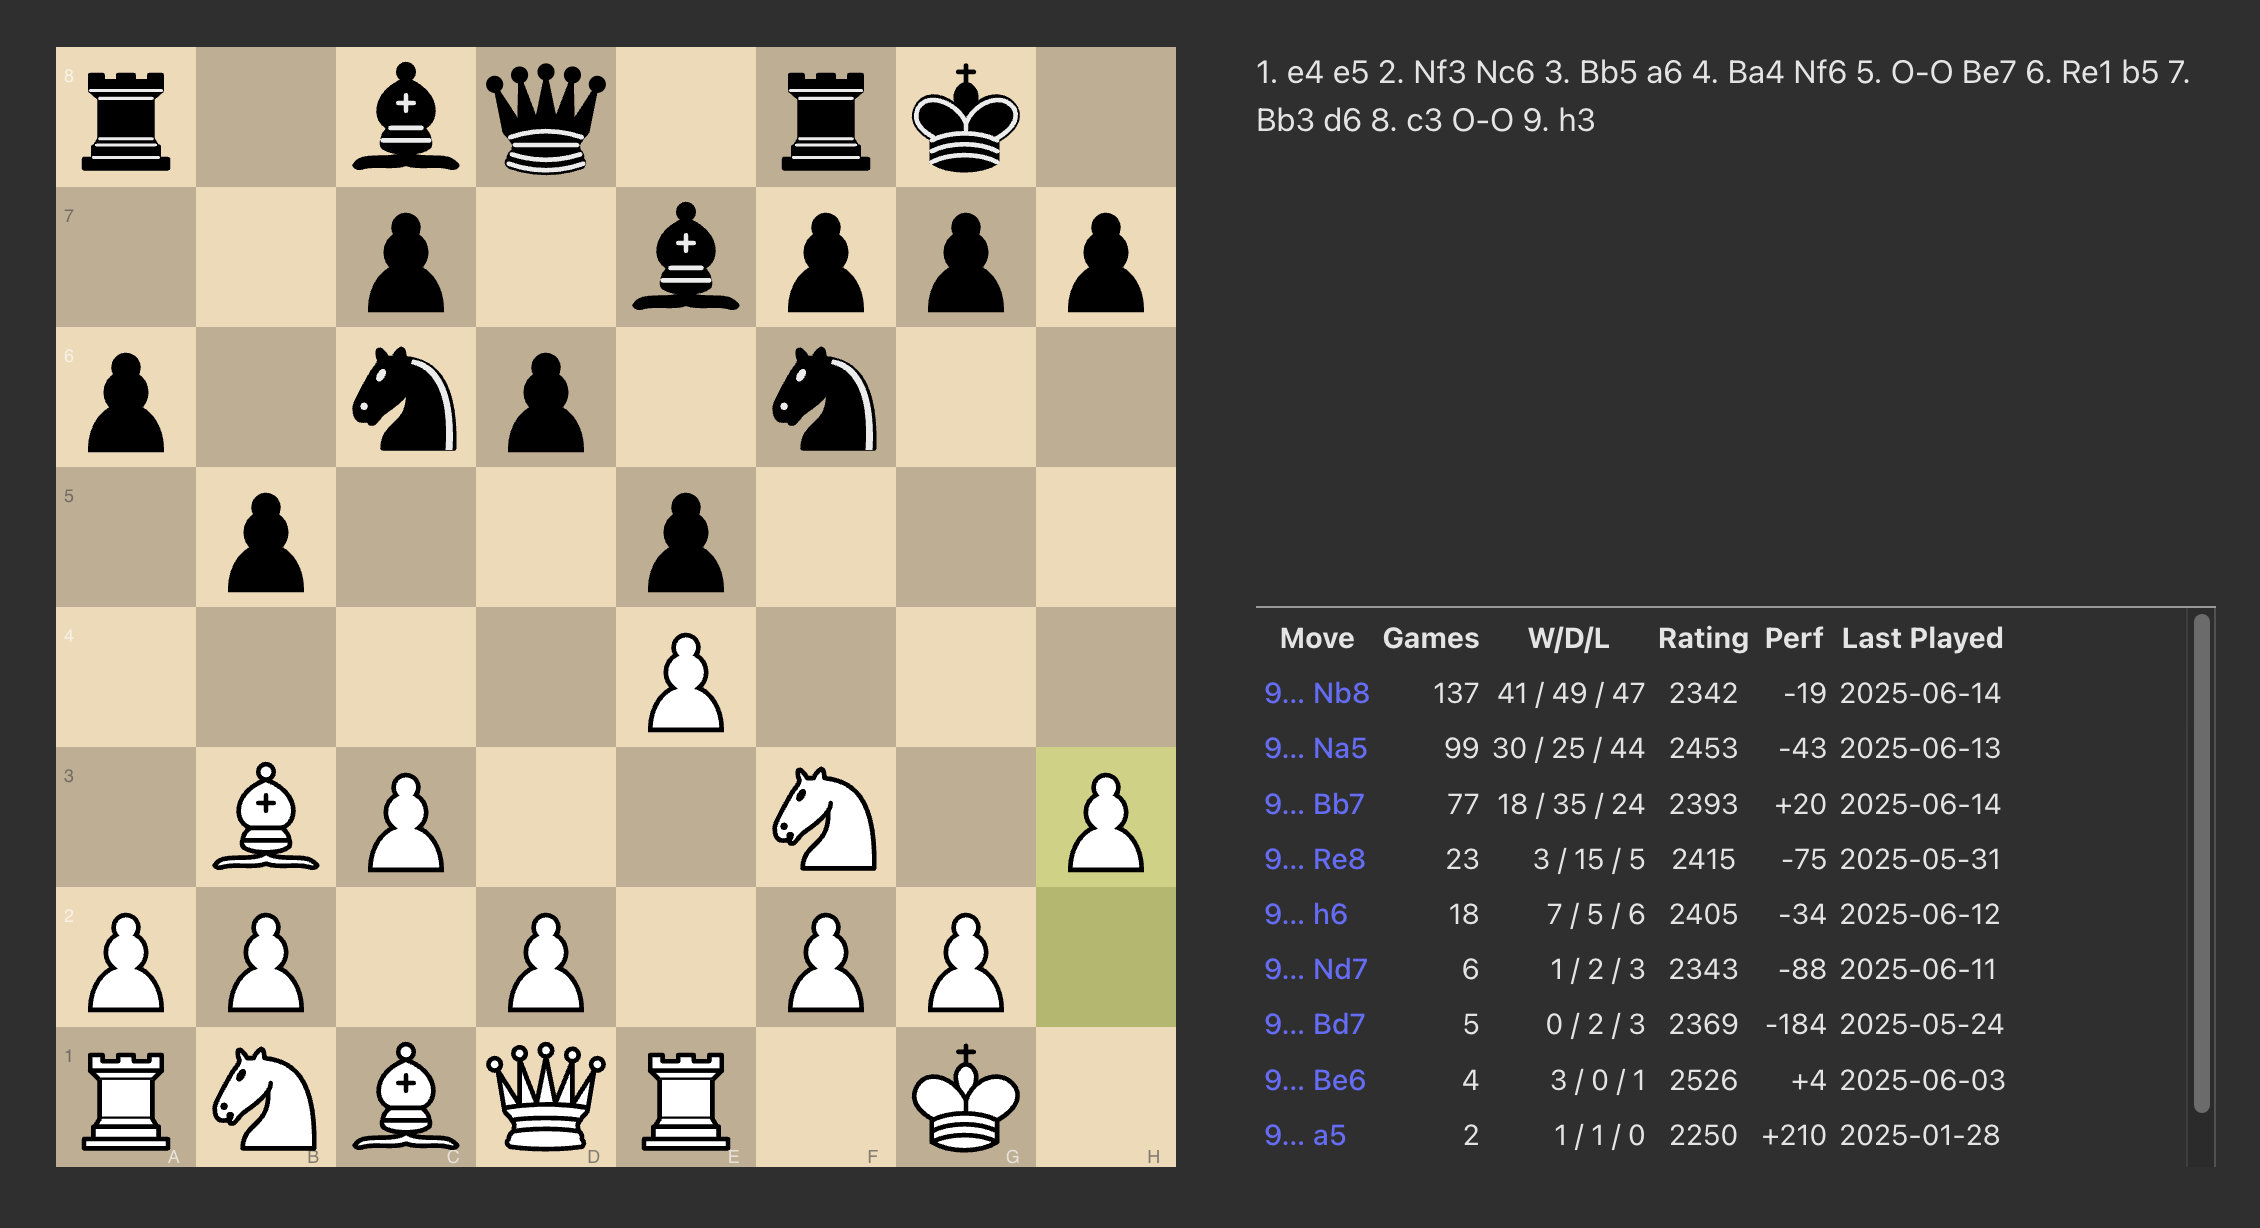 1. e4 e5 2. Nf3 Nc6 3. Bb5 a6 4. Ba4 Nf6 5. O-O Be7 6. Re1 b5 7.
Bb3 d6 8. c3 O-O 9. h3
8
7
6
5
4
3
2
1
A B C D E F G H
Move Games W/D/L Rating Perf Last Played
9... Nb8 137 41 / 49 / 47 2342 -19 2025-06-14
9... Na5 99 30 / 25 / 44 2453 -43 2025-06-13
9... Bb7 77 18 / 35 / 24 2393 +20 2025-06-14
9... Re8 23 3 / 15 / 5 2415 -75 2025-05-31
9... h6 18 7 / 5 / 6 2405 -34 2025-06-12
9... Nd7 6 1 / 2 / 3 2343 -88 2025-06-11
9... Bd7 5 0 / 2 / 3 2369 -184 2025-05-24
9... Be6 4 3 / 0 / 1 2526 +4 2025-06-03
9... a5 2 1 / 1 / 0 2250 +210 2025-01-28